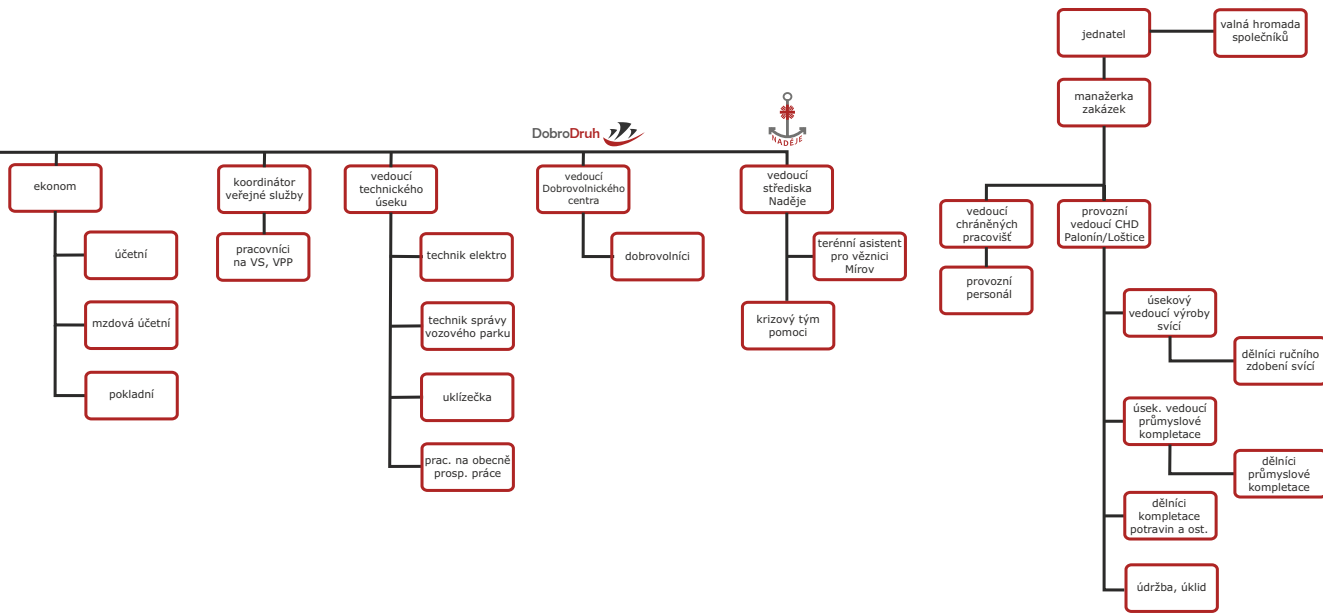 jednatel
valná hromada
společníků
manažerka
zakázek
DobroDruh
NADĚJE
ekonom
koordinátor
veřejné služby
vedoucí
technického
úseku
vedoucí
Dobrovolnického
centra
vedoucí
střediska
Naděje
vedoucí
chráněných
pracovišť
provozní
vedoucí CHD
Palonín/Loštice
účetní
pracovníci
na VS, VPP
technik elektro
dobrovolníci
terénní asistent
pro věznici
Mírov
provozní
personál
mzdová účetní
technik správy
vozového parku
krizový tým
pomoci
úsekový
vedoucí výroby
svící
dělníci ručního
zdobení svící
pokladní
uklízečka
úsek. vedoucí
průmyslové
kompletace
prac. na obecně
prosp. práce
dělníci
průmyslové
kompletace
dělníci
kompletace
potravin a ost.
údržba, úklid